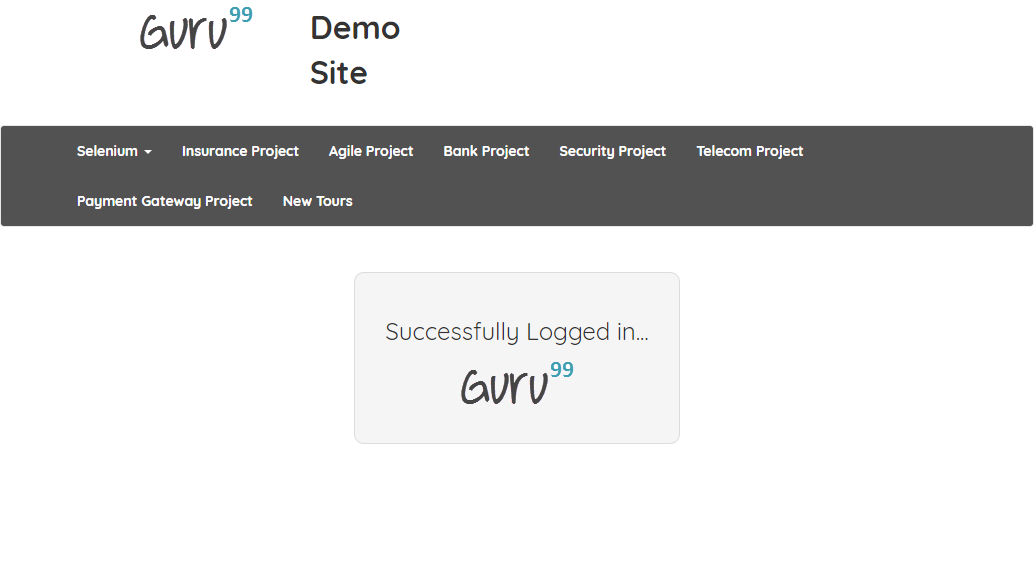 Guru99
Demo
Site
Selenium Insurance Project Agile Project Bank Project Security Project Telecom Project
Payment Gateway Project New Tours
Successfully Logged in...
Guru99